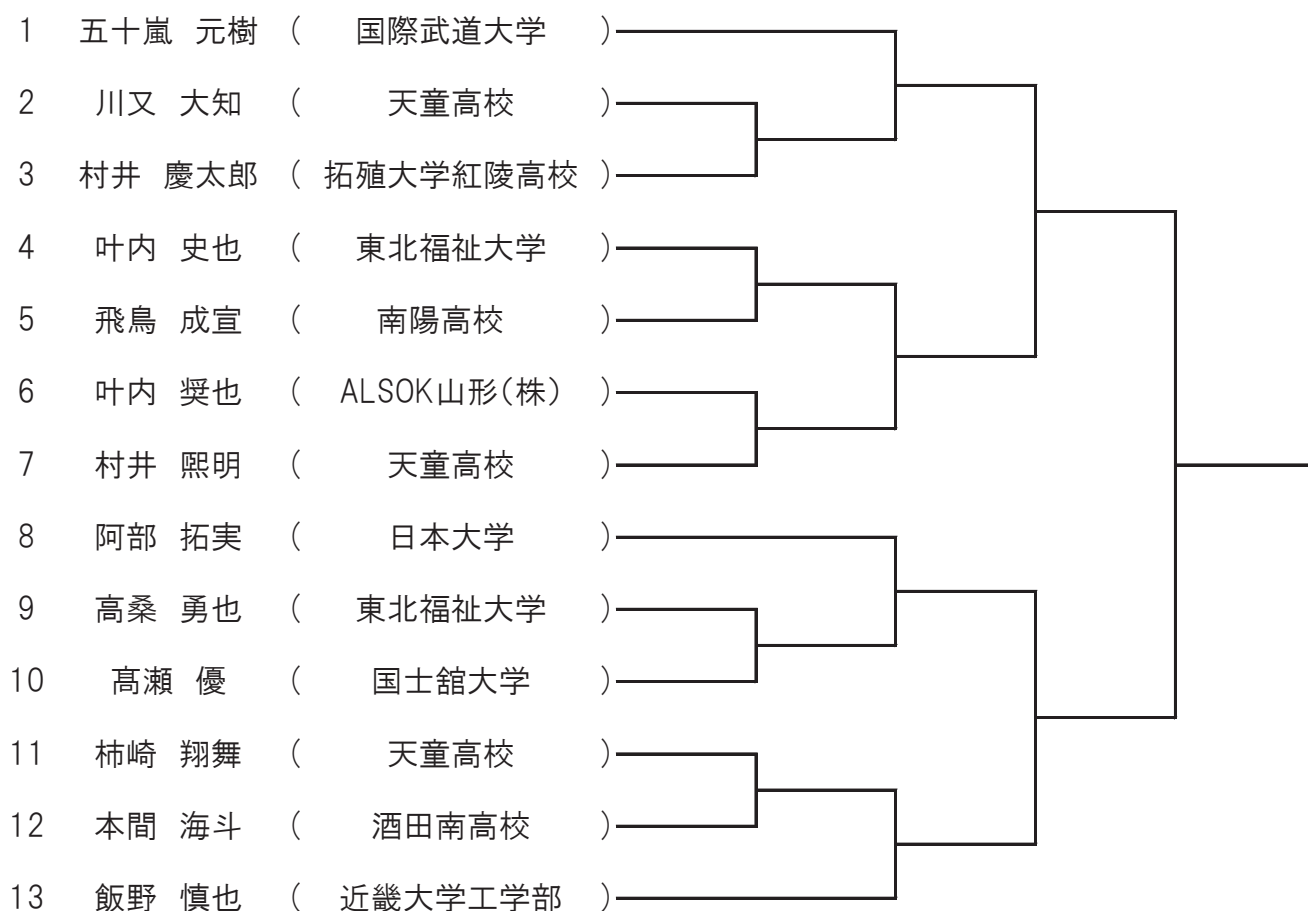 1 五十嵐 元樹 ( 国際武道大学 )
2 川又 大知 ( 天童高校 )
3 村井 慶太郎 ( 拓殖大学紅陵高校 )
4 叶内 史也 ( 東北福祉大学 )
5 飛鳥 成宣 ( 南陽高校 )
6 叶内 奨也 ( ALSOK山形(株) )
7 村井 熙明 ( 天童高校 )
8 阿部 拓実 ( 日本大学 )
9 高桑 勇也 ( 東北福祉大学 )
10 髙瀬 優 ( 国士舘大学 )
11 柿崎 翔舞 ( 天童高校 )
12 本間 海斗 ( 酒田南高校 )
13 飯野 慎也 ( 近畿大学工学部 )